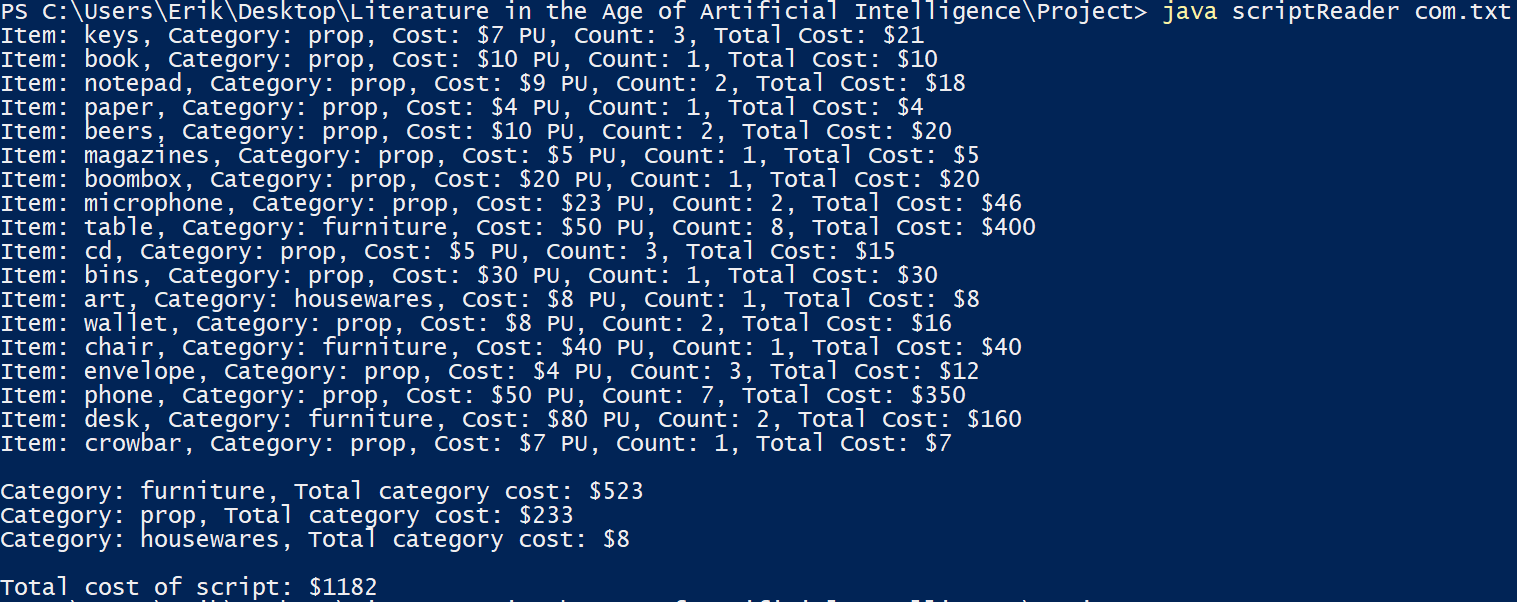 PS C:\Users\Erik\Desktop\Literature in the Age of Artificial Intelligence\Project> java scriptReader com.txt
Item: keys, Category: prop, Cost: $7 PU, Count: 3, Total Cost: $21
Item: book, Category: prop, Cost: $10 PU, Count: 1, Total Cost: $10
Item: notepad, Category: prop, Cost: $9 PU, Count: 2, Total Cost: $18
Item: paper, Category: prop, Cost: $4 PU, Count: 1, Total Cost: $4
Item: beers, Category: prop, Cost: $10 PU, Count: 2, Total Cost: $20
Item: magazines, Category: prop, Cost: $5 PU, Count: 1, Total Cost: $5
Item: boombox, Category: prop, Cost: $20 PU, Count: 1, Total Cost: $20
Item: microphone, Category: prop, Cost: $23 PU, Count: 2, Total Cost: $46
Item: table, Category: furniture, Cost: $50 PU, Count: 8, Total Cost: $400
Item: cd, Category: prop, Cost: $5 PU, Count: 3, Total Cost: $15
Item: bins, Category: prop, Cost: $30 PU, Count: 1, Total Cost: $30
Item: art, Category: housewares, Cost: $8 PU, Count: 1, Total Cost: $8
Item: wallet, Category: prop, Cost: $8 PU, Count: 2, Total Cost: $16
Item: chair, Category: furniture, Cost: $40 PU, Count: 1, Total Cost: $40
Item: envelope, Category: prop, Cost: $4 PU, Count: 3, Total Cost: $12
Item: phone, Category: prop, Cost: $50 PU, Count: 7, Total Cost: $350
Item: desk, Category: furniture, Cost: $80 PU, Count: 2, Total Cost: $160
Item: crowbar, Category: prop, Cost: $7 PU, Count: 1, Total Cost: $7
Category: furniture, Total category cost: $523
Category: prop, Total category cost: $233
Category: housewares, Total category cost: $8
Total cost of script: $1182